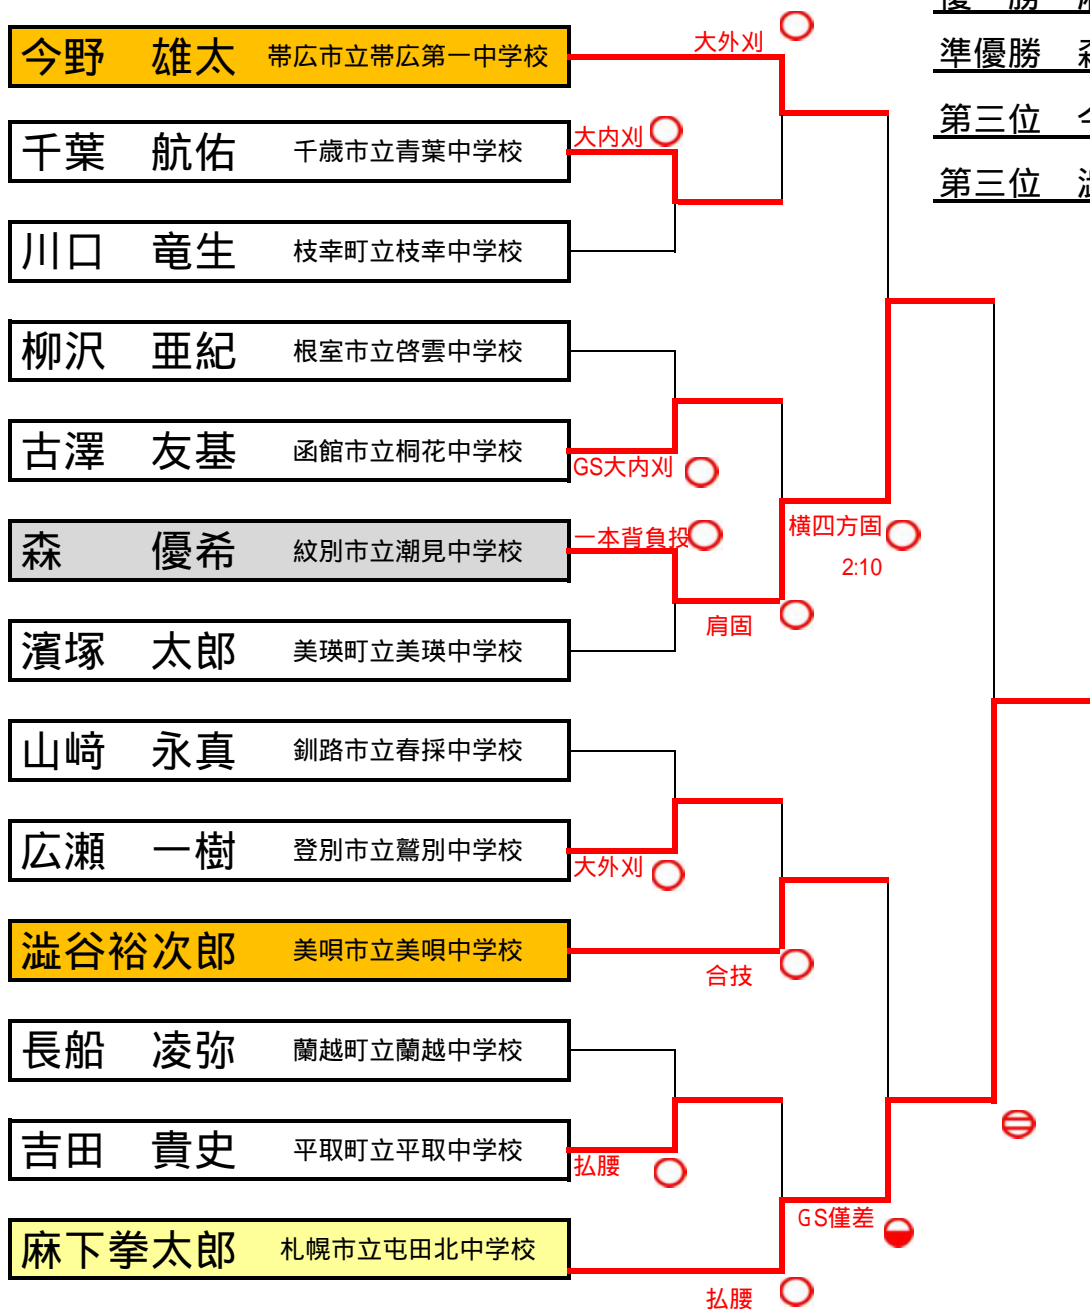 優　勝
準優勝　森
第三位　今
第三位　澁
今野　雄太　帯広市立帯広第一中学校
大外刈
千葉　航佑　千歳市立青葉中学校
大内刈
川口　竜生　枝幸町立枝幸中学校
柳沢　亜紀　根室市立啓雲中学校
古澤　友基　函館市立桐花中学校
GS大内刈
森　優希　紋別市立潮見中学校
一本背負投
横四方固
2:10
肩固
濱塚　太郎　美瑛町立美瑛中学校
山﨑　永真　釧路市立春採中学校
広瀬　一樹　登別市立鷲別中学校
大外刈
澁谷裕次郎　美唄市立美唄中学校
合技
長船　凌弥　蘭越町立蘭越中学校
吉田　貴史　平取町立平取中学校
払腰
GS僅差
麻下拳太郎　札幌市立屯田北中学校
払腰